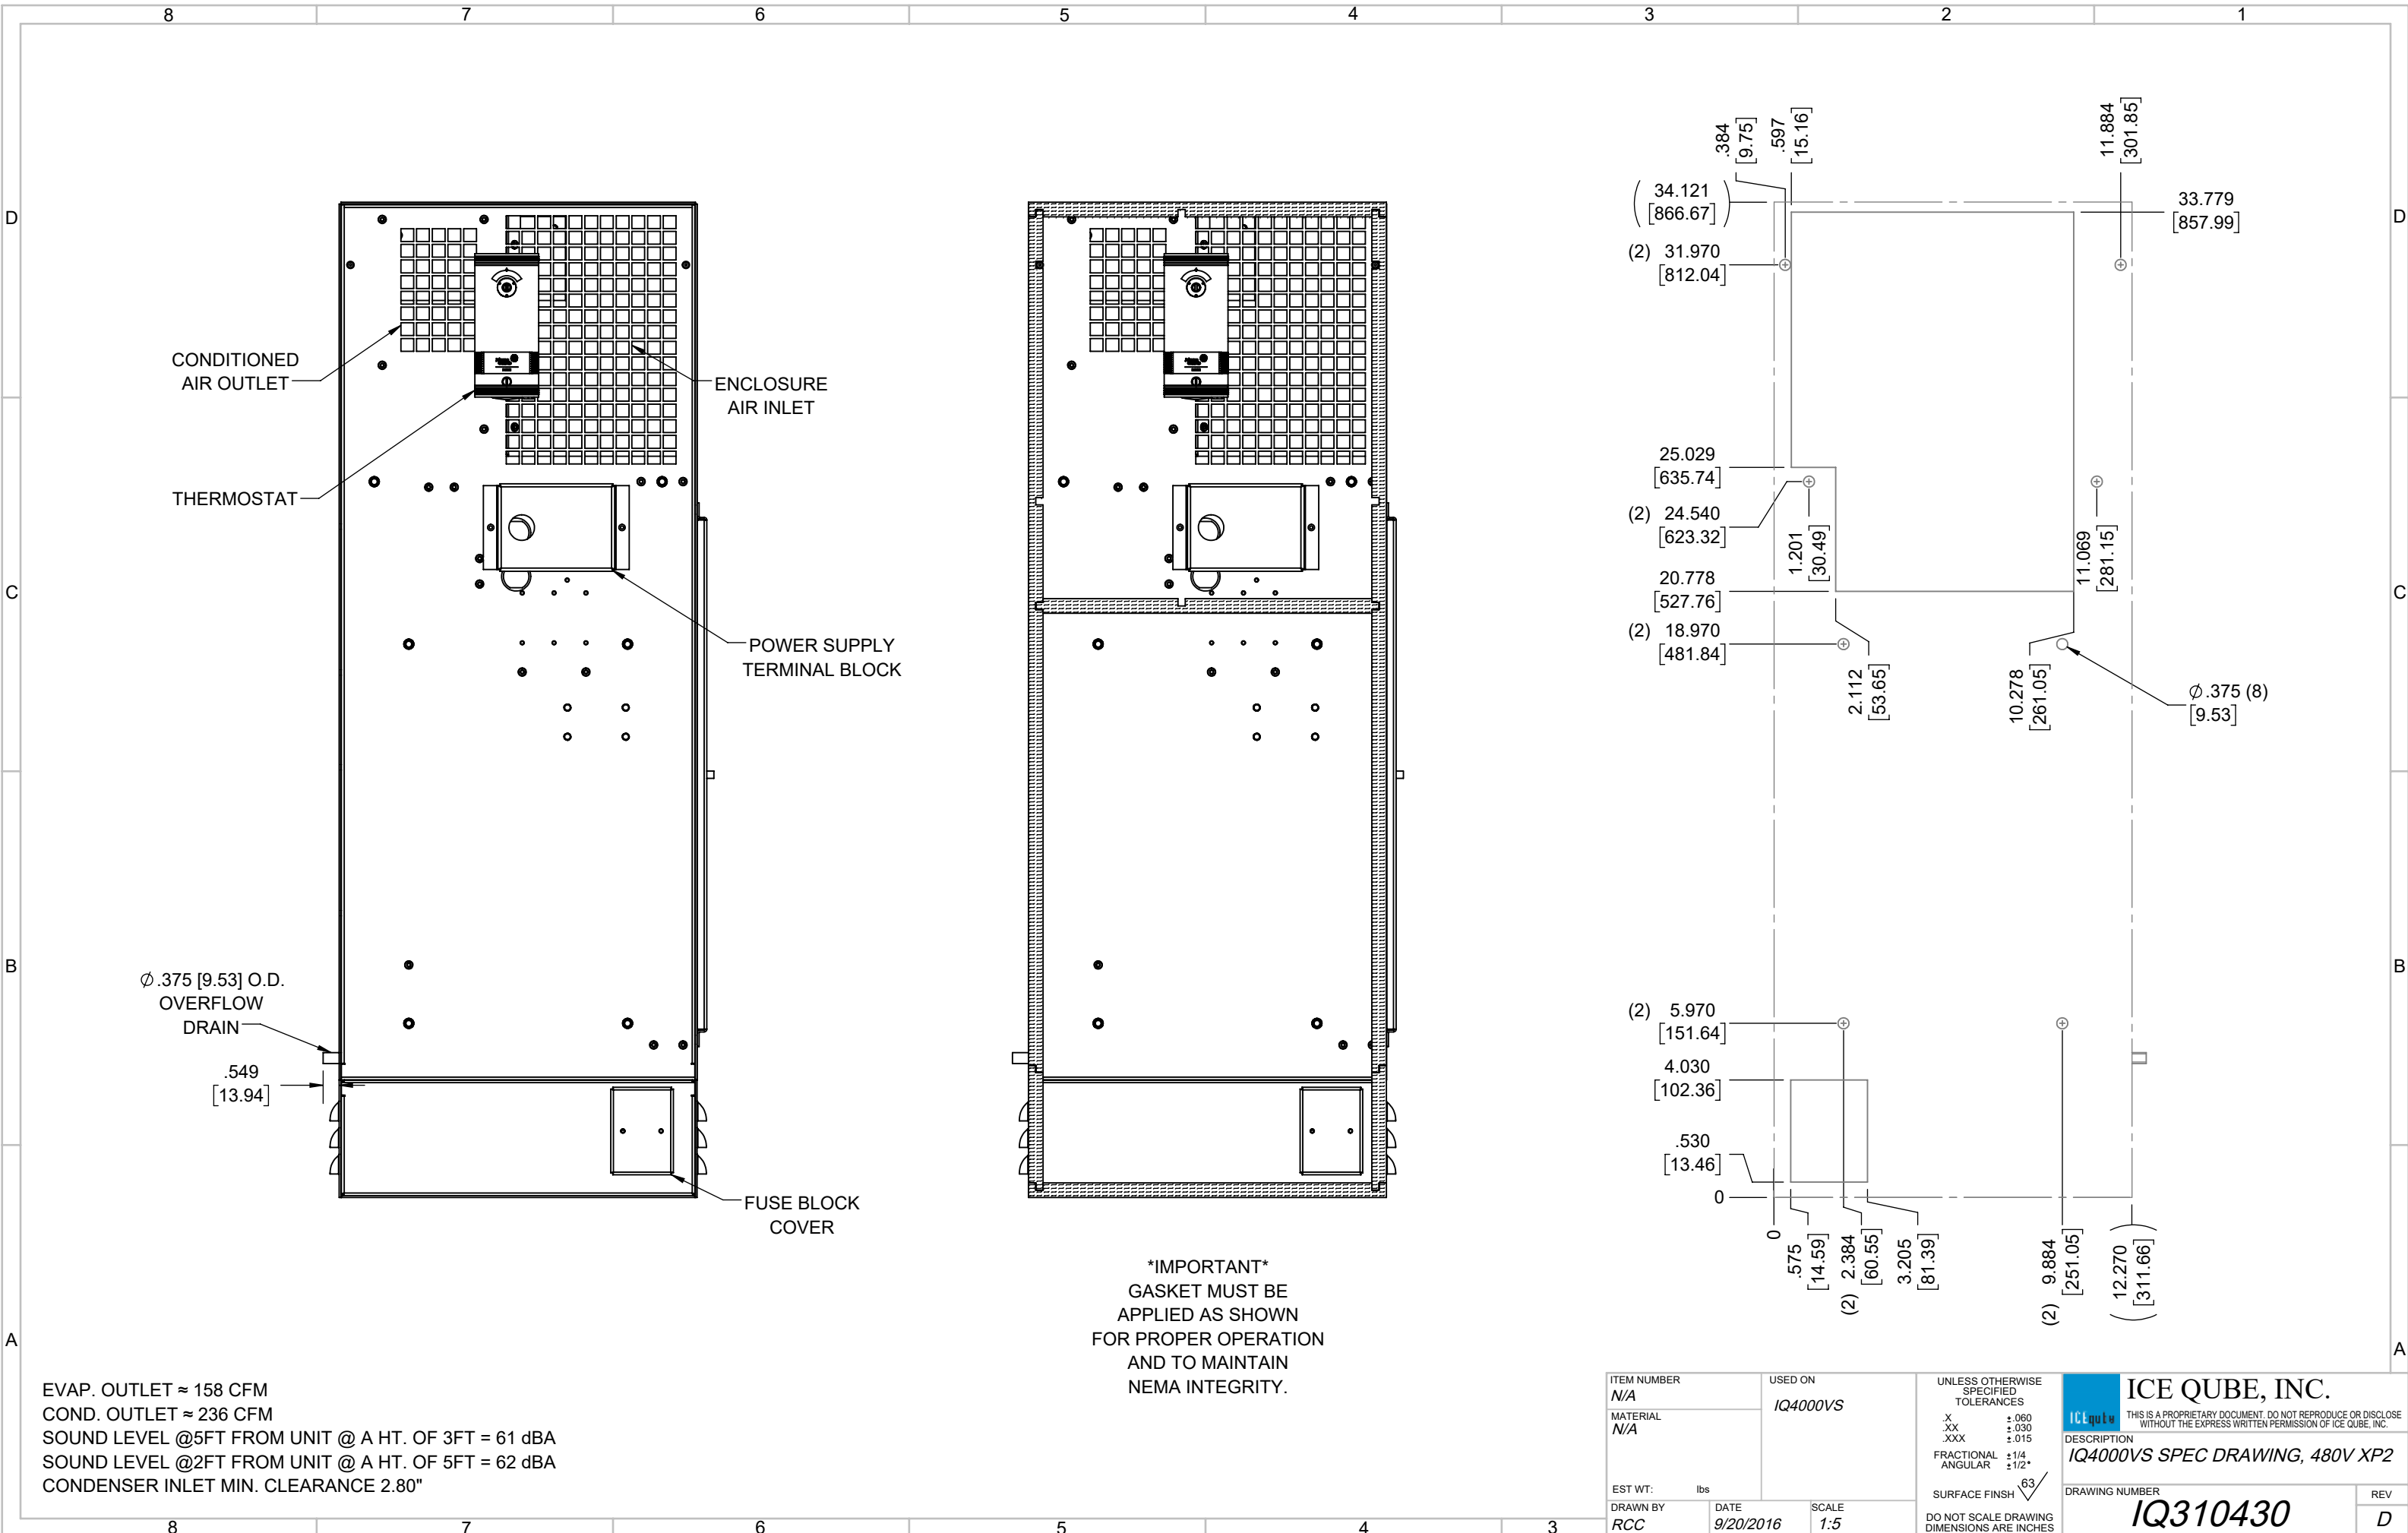 8 7 6 5 4 3 2 1
D
D
C
C
B
B
A
A
CONDITIONED
AIR OUTLET
THERMOSTAT
ENCLOSURE
AIR INLET
POWER SUPPLY
TERMINAL BLOCK
Ø.375 [9.53] O.D.
OVERFLOW
DRAIN
.549
[13.94]
FUSE BLOCK
COVER
*IMPORTANT*
GASKET MUST BE
APPLIED AS SHOWN
FOR PROPER OPERATION
AND TO MAINTAIN
NEMA INTEGRITY.
.384
[9.75]
.597
[15.16]
11.884
[301.85]
(34.121)
[866.67]
33.779
[857.99]
(2) 31.970
[812.04]
25.029
[635.74]
(2) 24.540
[623.32]
1.201
[30.49]
11.069
[281.15]
20.778
[527.76]
(2) 18.970
[481.84]
2.112
[53.65]
10.278
[261.05]
Ø.375 (8)
[9.53]
(2) 5.970
[151.64]
4.030
[102.36]
.530
[13.46]
0
0
.575
[14.59]
(2) 2.384
[60.55]
3.205
[81.39]
(2) 9.884
[251.05]
(12.270)
[311.66]
EVAP. OUTLET ≈ 158 CFM
COND. OUTLET ≈ 236 CFM
SOUND LEVEL @5FT FROM UNIT @ A HT. OF 3FT = 61 dBA
SOUND LEVEL @2FT FROM UNIT @ A HT. OF 5FT = 62 dBA
CONDENSER INLET MIN. CLEARANCE 2.80"
ITEM NUMBER
N/A
USED ON
IQ4000VS
MATERIAL
N/A
EST WT: lbs
DRAWN BY
RCC
DATE
9/20/2016
SCALE
1:5
UNLESS OTHERWISE
SPECIFIED
TOLERANCES
.X ±.060
.XX ±.030
.XXX ±.015
FRACTIONAL ±1/4
ANGULAR ±1/2°
63
SURFACE FINSH
DO NOT SCALE DRAWING
DIMENSIONS ARE INCHES
ICEqube
ICE QUBE, INC.
THIS IS A PROPRIETARY DOCUMENT. DO NOT REPRODUCE OR DISCLOSE
WITHOUT THE EXPRESS WRITTEN PERMISSION OF ICE QUBE, INC.
DESCRIPTION
IQ4000VS SPEC DRAWING, 480V XP2
DRAWING NUMBER
IQ310430
REV
D
8 7 6 5 4 3